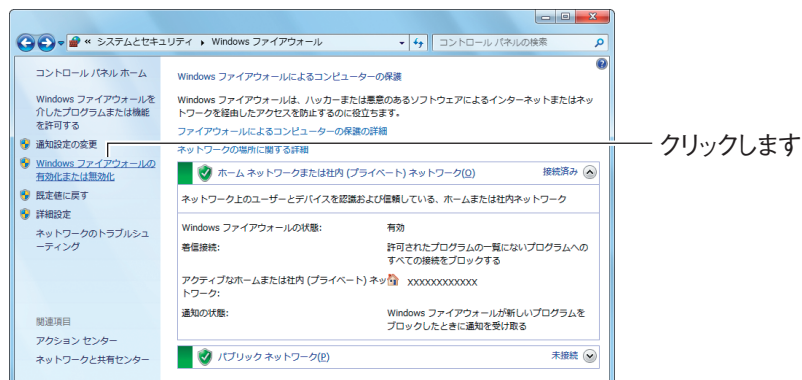 « システムとセキュリティ ▸ Windows ファイアウォール
コントロール パネルの検索
コントロール パネル ホーム
Windows ファイアウォールを
介したプログラムまたは機能
を許可する
通知設定の変更
Windows ファイアウォールの
有効化または無効化
既定値に戻す
詳細設定
ネットワークのトラブルシュ
ーティング
関連項目
アクション センター
ネットワークと共有センター
Windows ファイアウォールによるコンピューターの保護
Windows ファイアウォールは、ハッカーまたは悪意のあるソフトウェアによるインターネットまたはネッ
トワークを経由したアクセスを防止するのに役立ちます。
ファイアウォールによるコンピューターの保護の詳細
ネットワークの場所に関する詳細
ホーム ネットワークまたは社内 (プライベート) ネットワーク(O) 接続済み
ネットワーク上のユーザーとデバイスを認識および信頼している、ホームまたは社内ネットワーク
Windows ファイアウォールの状態: 有効
着信接続: 許可されたプログラムの一覧にないプログラムへの
すべての接続をブロックする
アクティブなホームまたは社内 (プライベート) ネッ xxxxxxxxxxxx
トワーク:
通知の状態: Windows ファイアウォールが新しいプログラムを
ブロックしたときに通知を受け取る
パブリック ネットワーク(P) 未接続
クリックします